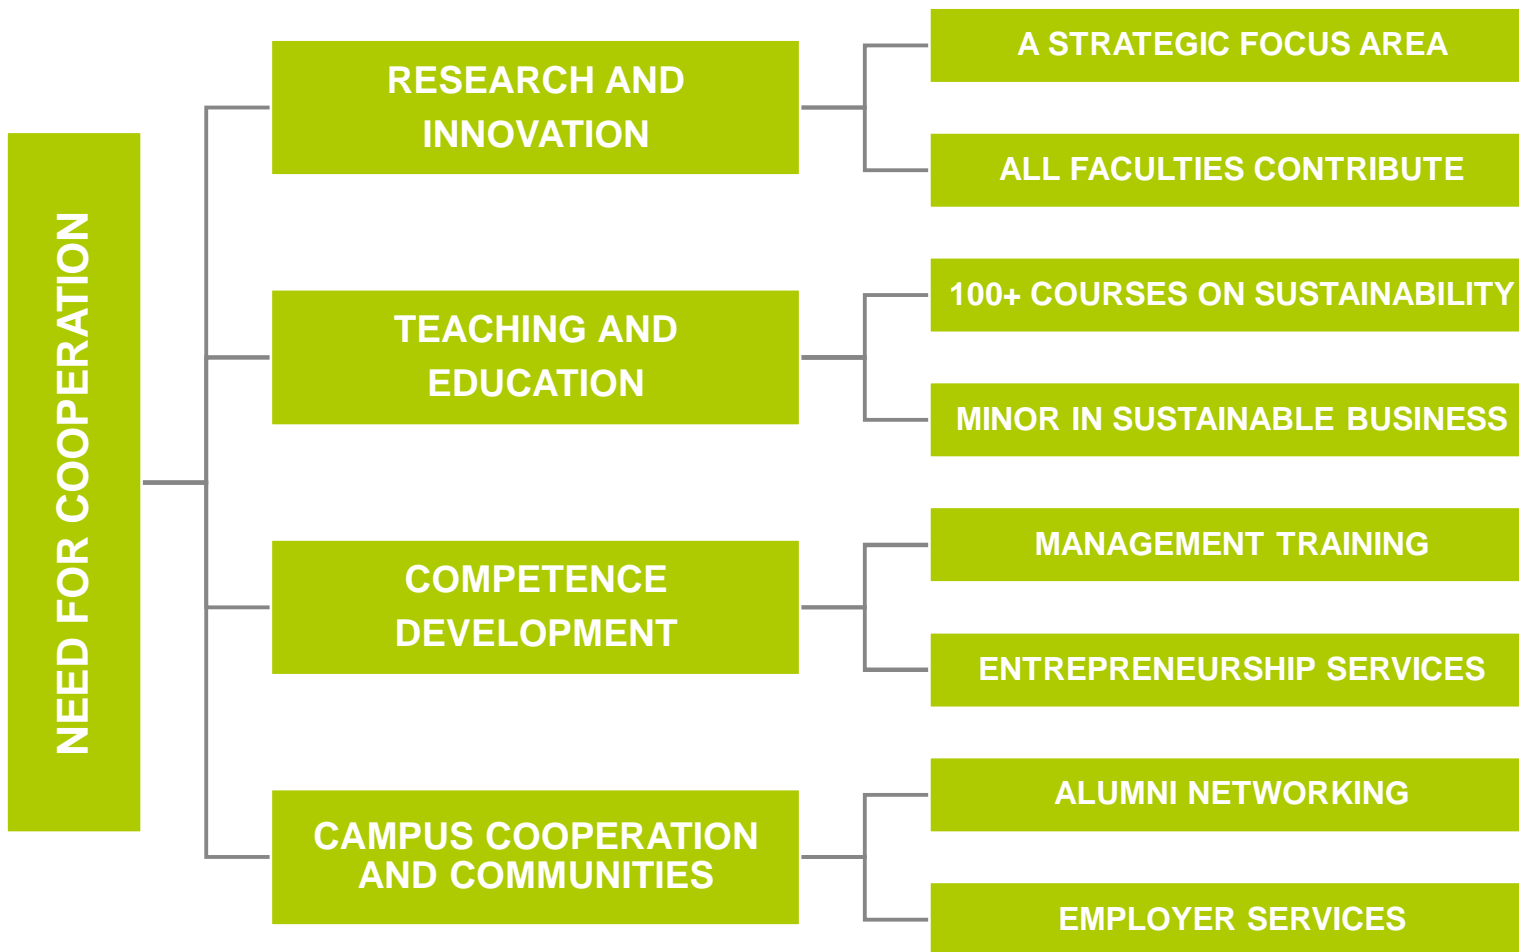 NEED FOR COOPERATION
RESEARCH AND
INNOVATION
A STRATEGIC FOCUS AREA
ALL FACULTIES CONTRIBUTE
TEACHING AND
EDUCATION
100+ COURSES ON SUSTAINABILITY
MINOR IN SUSTAINABLE BUSINESS
COMPETENCE
DEVELOPMENT
MANAGEMENT TRAINING
ENTREPRENEURSHIP SERVICES
CAMPUS COOPERATION
AND COMMUNITIES
ALUMNI NETWORKING
EMPLOYER SERVICES